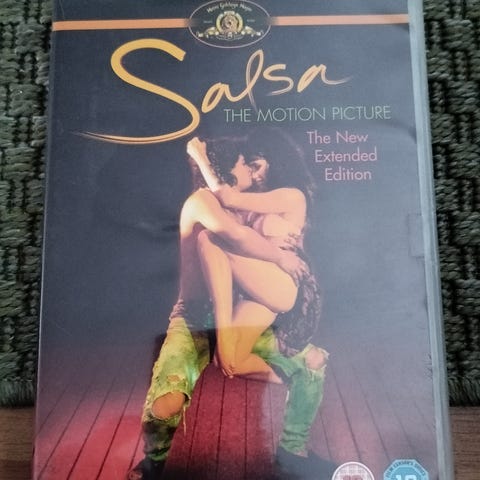 Salsa
THE MOTION PICTURE
The New
Extended
Edition